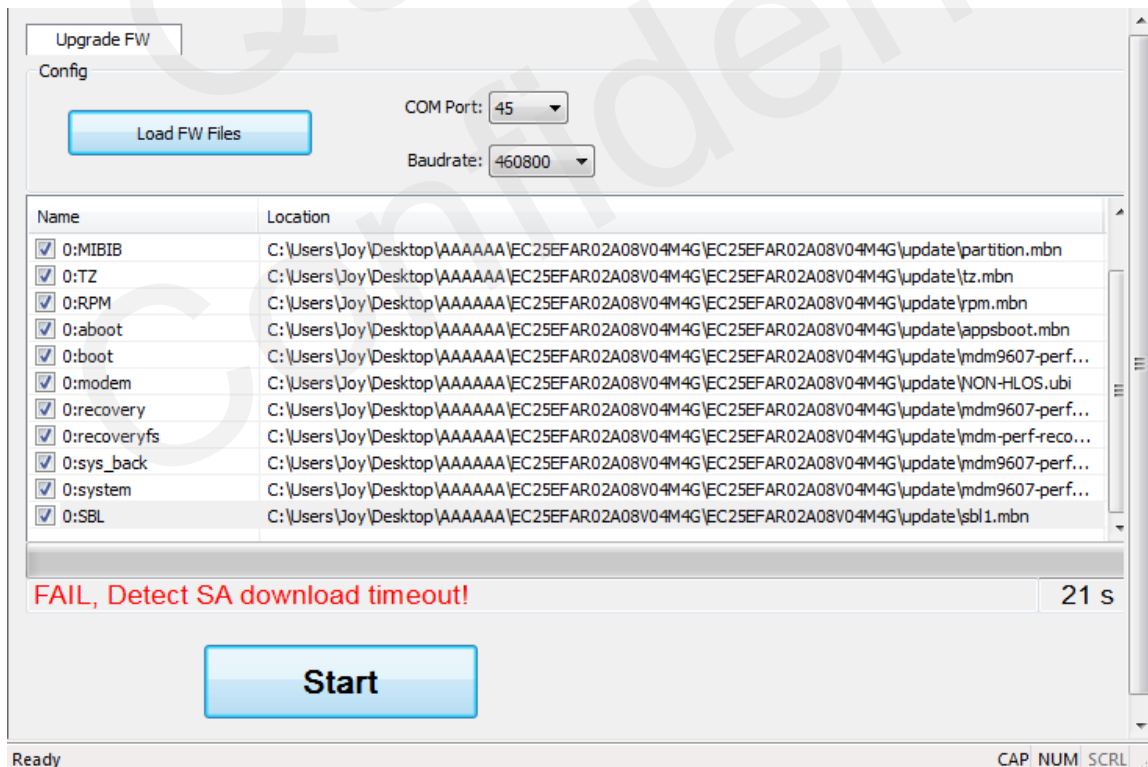 Upgrade FW
Config
Load FW Files
COM Port: 45
Baudrate: 460800
Name Location
0:MIBIB C:\Users\Joy\Desktop\AAAAAA\EC25EFAR02A08V04M4G\EC25EFAR02A08V04M4G\update\partition.mbn
0:TZ C:\Users\Joy\Desktop\AAAAAA\EC25EFAR02A08V04M4G\EC25EFAR02A08V04M4G\update\tz.mbn
0:RPM C:\Users\Joy\Desktop\AAAAAA\EC25EFAR02A08V04M4G\EC25EFAR02A08V04M4G\update\rpm.mbn
0:aboot C:\Users\Joy\Desktop\AAAAAA\EC25EFAR02A08V04M4G\EC25EFAR02A08V04M4G\update\appsboot.mbn
0:boot C:\Users\Joy\Desktop\AAAAAA\EC25EFAR02A08V04M4G\EC25EFAR02A08V04M4G\update\mdm9607-perf...
0:modem C:\Users\Joy\Desktop\AAAAAA\EC25EFAR02A08V04M4G\EC25EFAR02A08V04M4G\update\NON-HLOS.ubi
0:recovery C:\Users\Joy\Desktop\AAAAAA\EC25EFAR02A08V04M4G\EC25EFAR02A08V04M4G\update\mdm9607-perf...
0:recoveryfs C:\Users\Joy\Desktop\AAAAAA\EC25EFAR02A08V04M4G\EC25EFAR02A08V04M4G\update\mdm-perf-reco...
0:sys_back C:\Users\Joy\Desktop\AAAAAA\EC25EFAR02A08V04M4G\EC25EFAR02A08V04M4G\update\mdm9607-perf...
0:system C:\Users\Joy\Desktop\AAAAAA\EC25EFAR02A08V04M4G\EC25EFAR02A08V04M4G\update\mdm9607-perf...
0:SBL C:\Users\Joy\Desktop\AAAAAA\EC25EFAR02A08V04M4G\EC25EFAR02A08V04M4G\update\sbl1.mbn
FAIL, Detect SA download timeout! 21 s
Start
Ready CAP NUM SCRL